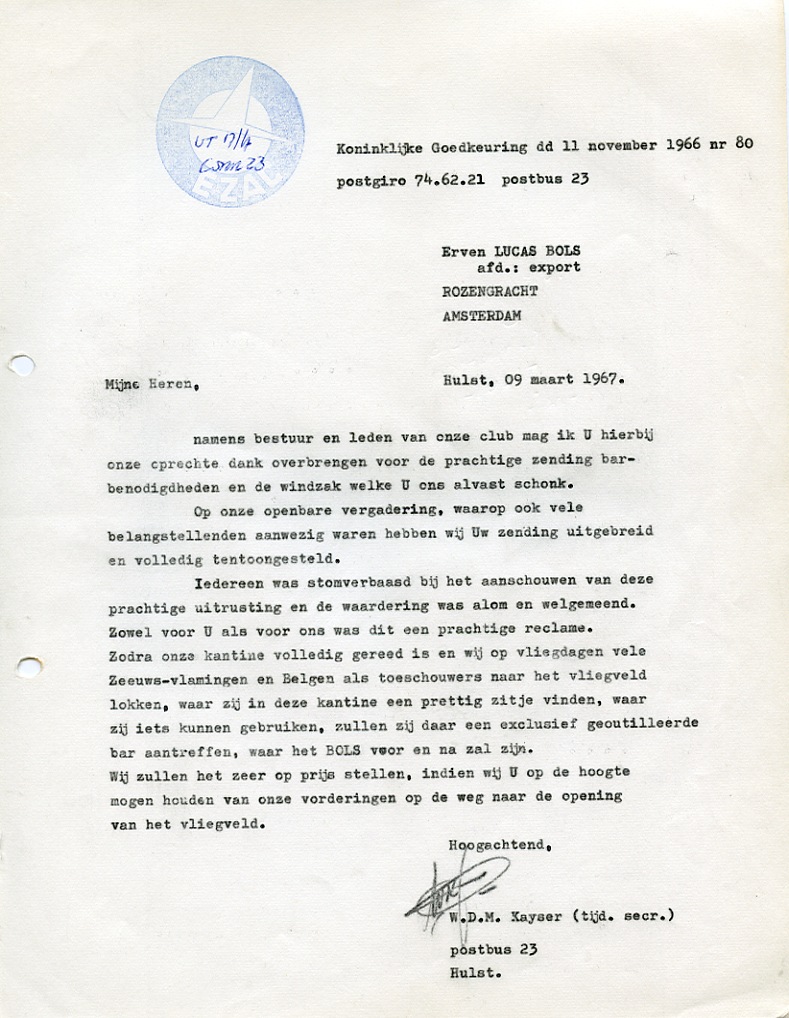 EZAC
Koninklijke Goedkeuring dd 11 november 1966 nr 80
postgiro 74.62.21 postbus 23
Erven LUCAS BOLS
afd.: export
ROZENGRACHT
AMSTERDAM
Mijne Heren,
Hulst, 09 maart 1967.
namens bestuur en leden van onze club mag ik U hierbij
onze oprechte dank overbrengen voor de prachtige zending bar-
benodigdheden en de windzak welke U ons alvast schonk.
Op onze openbare vergadering, waarop ook vele
belangstellenden aanwezig waren hebben wij Uw zending uitgebreid
en volledig tentoongesteld.
Iedereen was stomverbaasd bij het aanschouwen van deze
prachtige uitrusting en de waardering was alom en welgemeend.
Zowel voor U als voor ons was dit een prachtige reclame.
Zodra onze kantine volledig gereed is en wij op vliegdagen vele
Zeeuws-vlamingen en Belgen als toeschouwers naar het vliegveld
lokken, waar zij in deze kantine een prettig zitje vinden, waar
zij iets kunnen gebruiken, zullen zij daar een exclusief geoutilleerde
bar aantreffen, waar het BOLS voor en na zal zijn.
Wij zullen het zeer op prijs stellen, indien wij U op de hoogte
mogen houden van onze vorderingen op de weg naar de opening
van het vliegveld.
Hoogachtend,
W.D.M. Kayser (tijd. secr.)
postbus 23
Hulst.